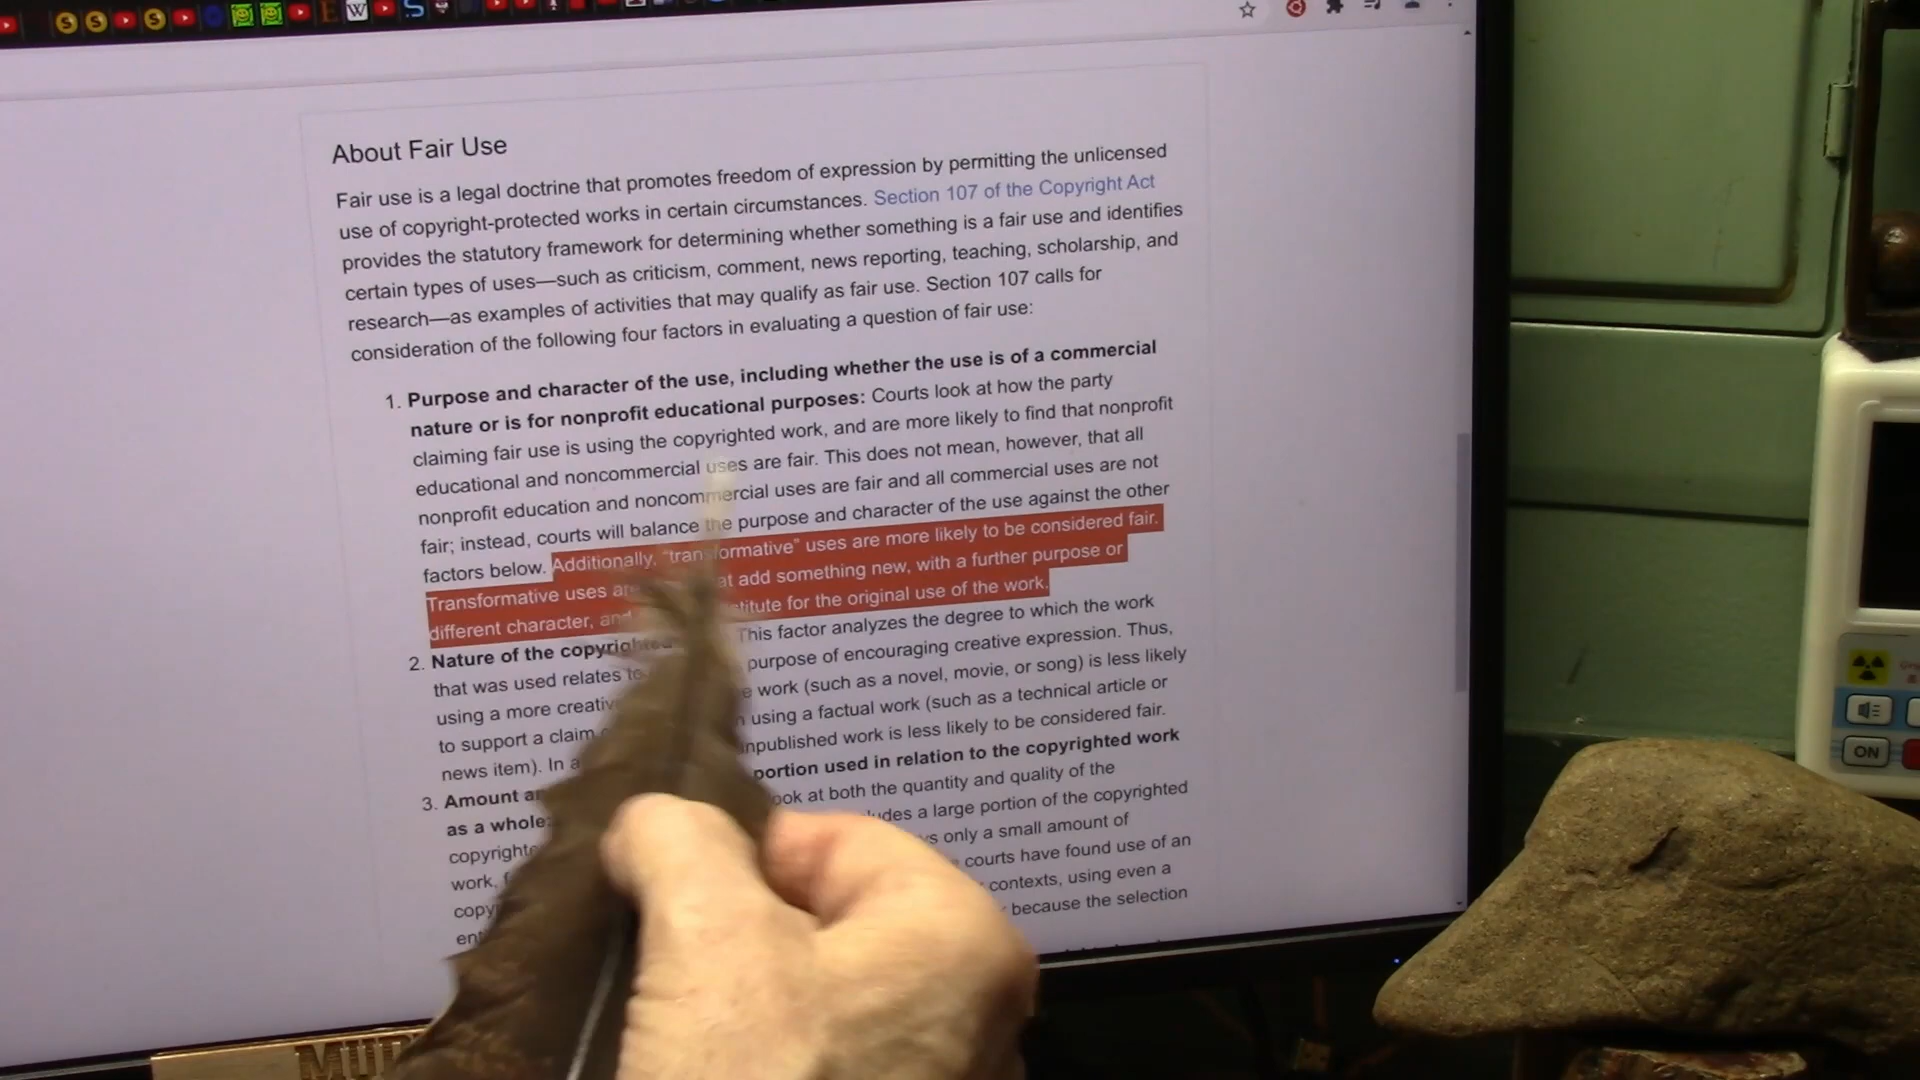 About Fair Use
Fair use is a legal doctrine that promotes freedom of expression by permitting the unlicensed
use of copyright-protected works in certain circumstances. Section 107 of the Copyright Act
provides the statutory framework for determining whether something is a fair use and identifies
certain types of uses—such as criticism, comment, news reporting, teaching, scholarship, and
research—as examples of activities that may qualify as fair use. Section 107 calls for
consideration of the following four factors in evaluating a question of fair use:
1. Purpose and character of the use, including whether the use is of a commercial
nature or is for nonprofit educational purposes: Courts look at how the party
claiming fair use is using the copyrighted work, and are more likely to find that nonprofit
educational and noncommercial uses are fair. This does not mean, however, that all
nonprofit education and noncommercial uses are fair and all commercial uses are not
fair; instead, courts will balance the purpose and character of the use against the other
factors below. Additionally, “transformative” uses are more likely to be considered fair.
Transformative uses are at add something new, with a further purpose or
different character, and stitute for the original use of the work.
2. Nature of the copyrighted This factor analyzes the degree to which the work
that was used relates to purpose of encouraging creative expression. Thus,
using a more creative work (such as a novel, movie, or song) is less likely
to support a claim using a factual work (such as a technical article or
news item). In a unpublished work is less likely to be considered fair.
3. Amount an portion used in relation to the copyrighted work
as a whole: look at both the quantity and quality of the
copyrighte udes a large portion of the copyrighted
work, only a small amount of
copy courts have found use of an
ent contexts, using even a
because the selection
ON